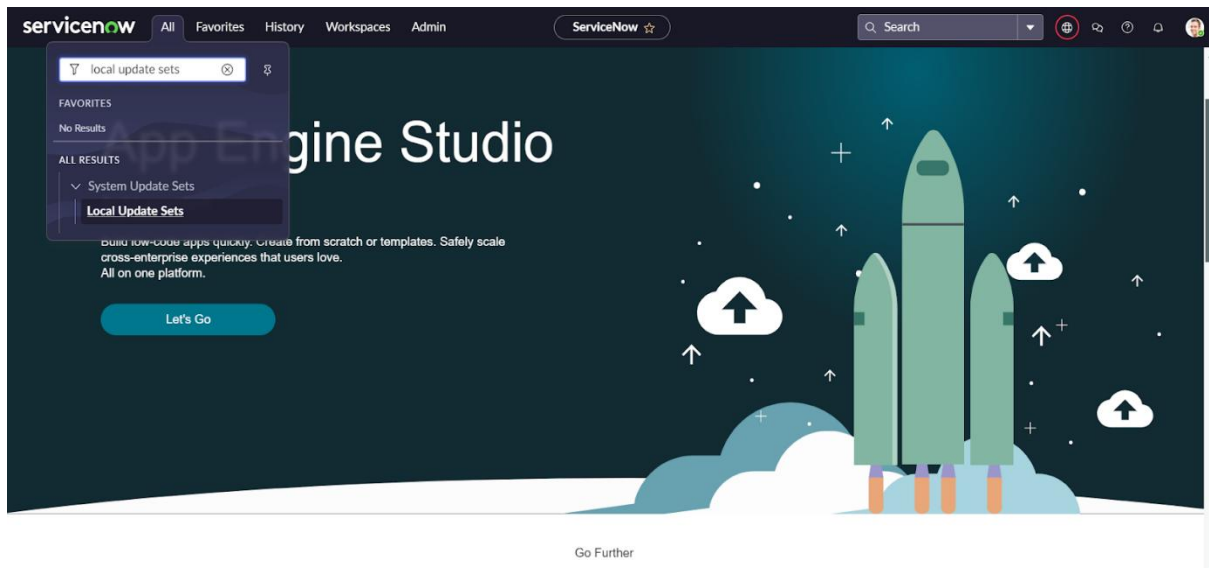 servicenow All Favorites History Workspaces Admin ServiceNow Search
local update sets
FAVORITES
No Results
App Engine Studio
ALL RESULTS
System Update Sets
Local Update Sets
Build low-code apps quickly. Create from scratch or templates. Safely scale
cross-enterprise experiences that users love.
All on one platform.
Let's Go
Go Further